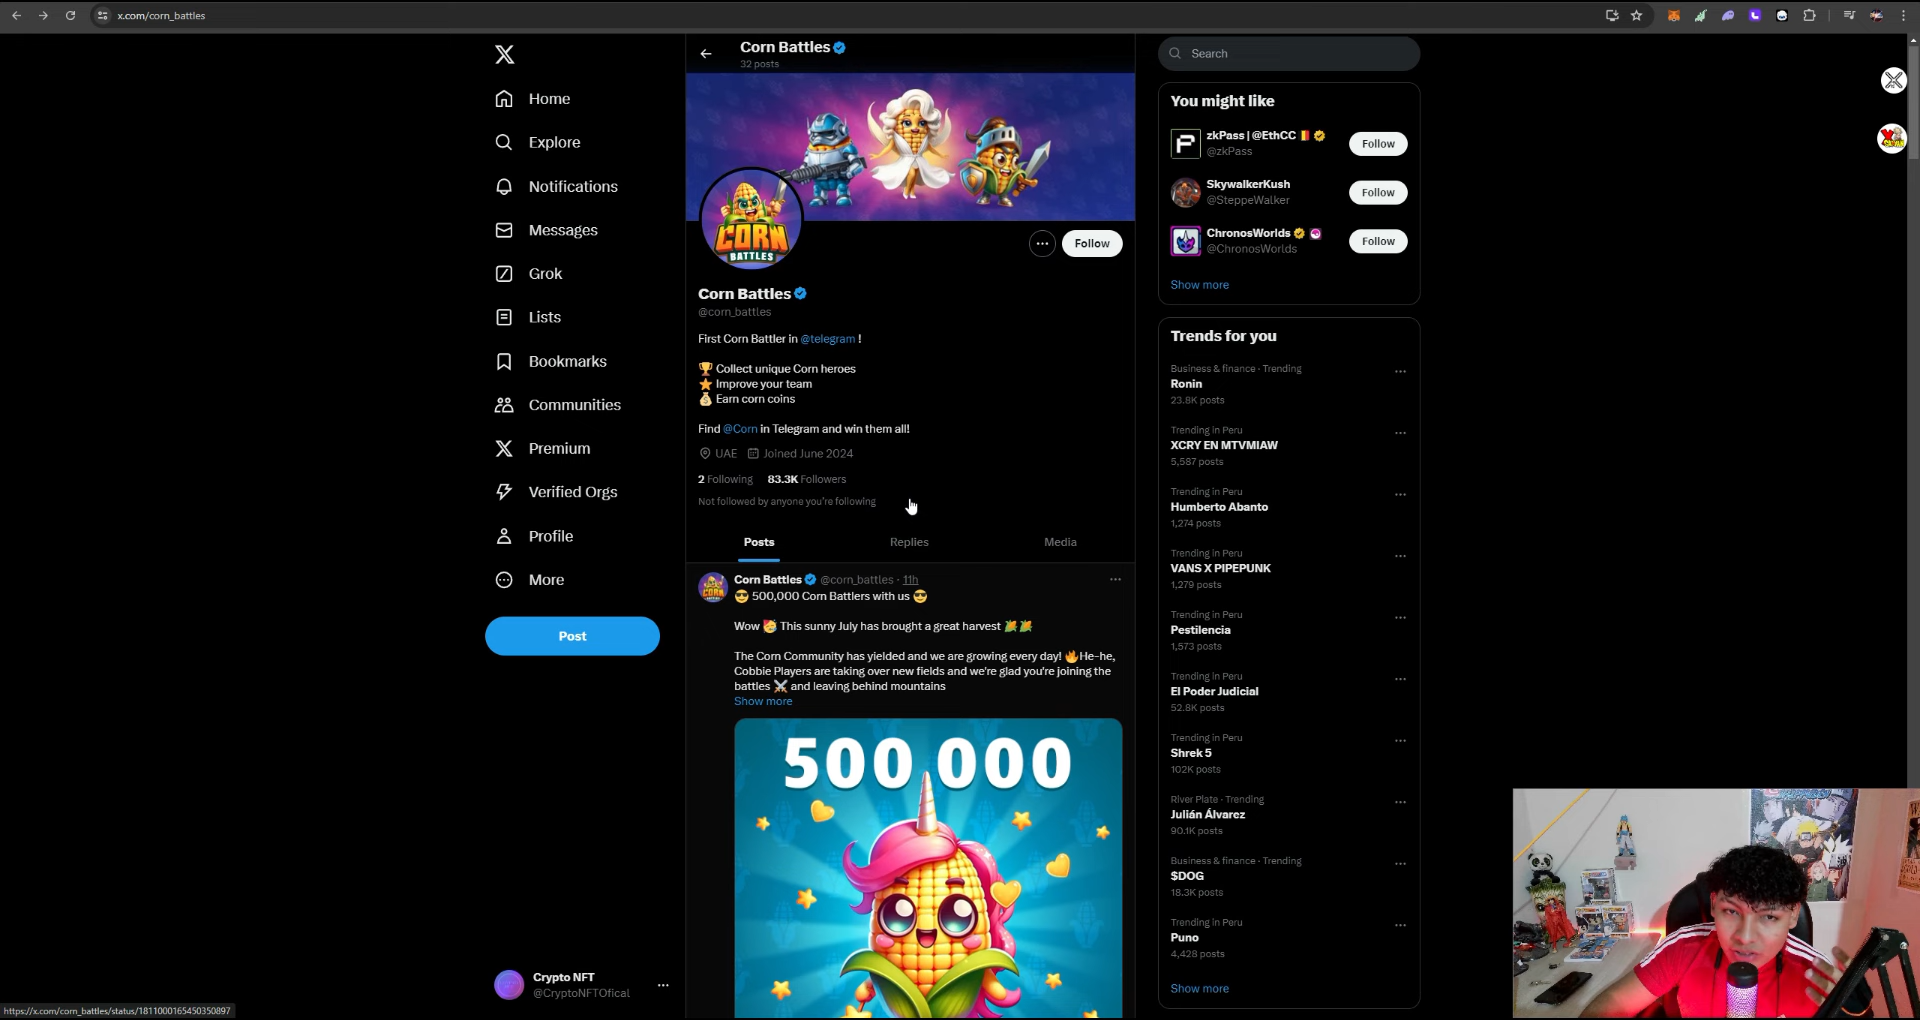 x.com/corn_battles
Home
Explore
Notifications
Messages
Grok
Lists
Bookmarks
Communities
Premium
Verified Orgs
Profile
More
Post
Crypto NFT
@CryptoNFTOfical
https://x.com/corn_battles/status/1811000165450350897
Corn Battles
32 posts
CORN
BATTLES
Follow
Corn Battles
@corn_battles
First Corn Battler in @telegram !
🏆 Collect unique Corn heroes
⭐ Improve your team
💰 Earn corn coins
Find @Corn in Telegram and win them all!
UAE Joined June 2024
2 Following 83.3K Followers
Not followed by anyone you're following
Posts Replies Media
Corn Battles @corn_battles · 11h
😎 500,000 Corn Battlers with us 😎
Wow 🥳 This sunny July has brought a great harvest 🌽🌽
The Corn Community has yielded and we are growing every day! 🔥He-he,
Cobbie Players are taking over new fields and we're glad you're joining the
battles ⚔️ and leaving behind mountains
Show more
500 000
Search
You might like
zkPass | @EthCC 🇧🇪
@zkPass
Follow
SkywalkerKush
@SteppeWalker
Follow
ChronosWorlds
@ChronosWorlds
Follow
Show more
Trends for you
Business & finance · Trending
Ronin
23.8K posts
Trending in Peru
XCRY EN MTVMIAW
5,587 posts
Trending in Peru
Humberto Abanto
1,274 posts
Trending in Peru
VANS X PIPEPUNK
1,279 posts
Trending in Peru
Pestilencia
1,573 posts
Trending in Peru
El Poder Judicial
52.8K posts
Trending in Peru
Shrek 5
102K posts
River Plate · Trending
Julián Álvarez
90.1K posts
Business & finance · Trending
$DOG
18.3K posts
Trending in Peru
Puno
4,428 posts
Show more